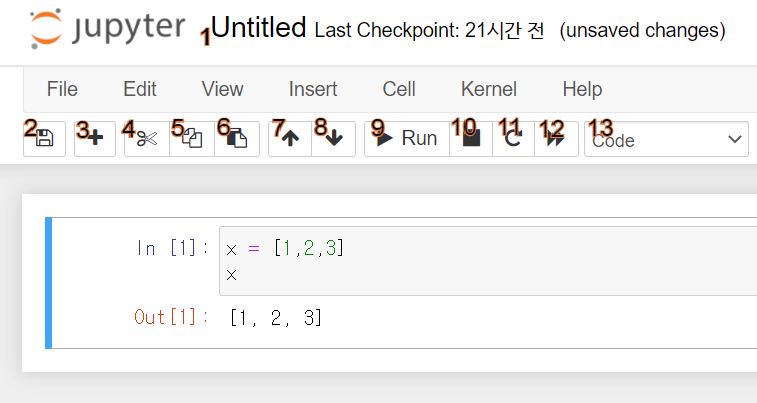 jupyter 1 Untitled Last Checkpoint: 21시간 전 (unsaved changes)
File Edit View Insert Cell Kernel Help
2 3 4 5 6 7 8 9 Run 10 11 12 13 Code
In [1]: x = [1,2,3]
x
Out[1]: [1, 2, 3]